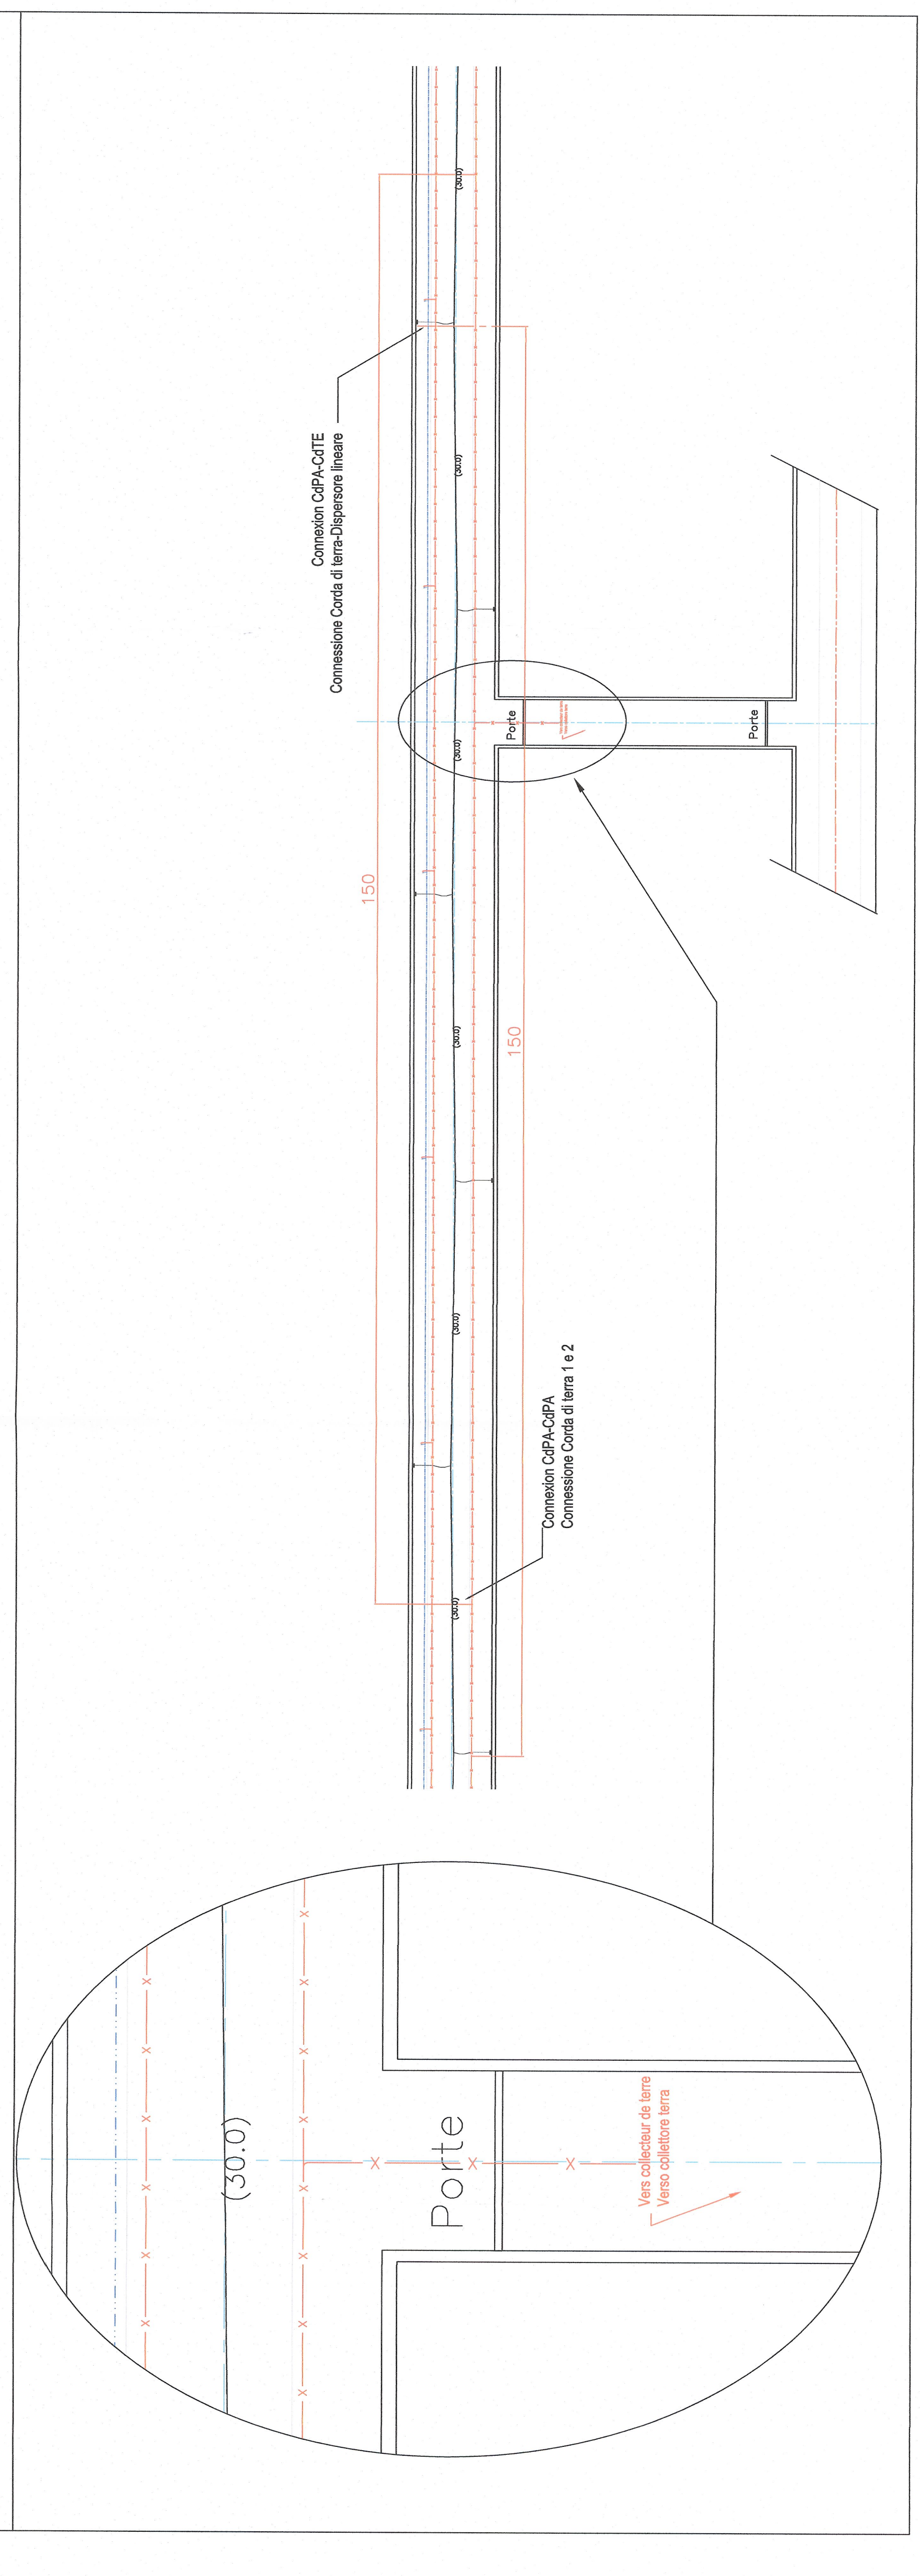 Connexion CdPA-CdTE
Connessione Corda di terra-Dispersore lineare
150
150
(30.0)
(30.0)
(30.0)
(30.0)
(30.0)
(30.0)
Porte
Porte
Connexion CdPA-CdPA
Connessione Corda di terra 1 e 2
(30.0)
Porte
Vers collecteur de terre
Verso collettore terra